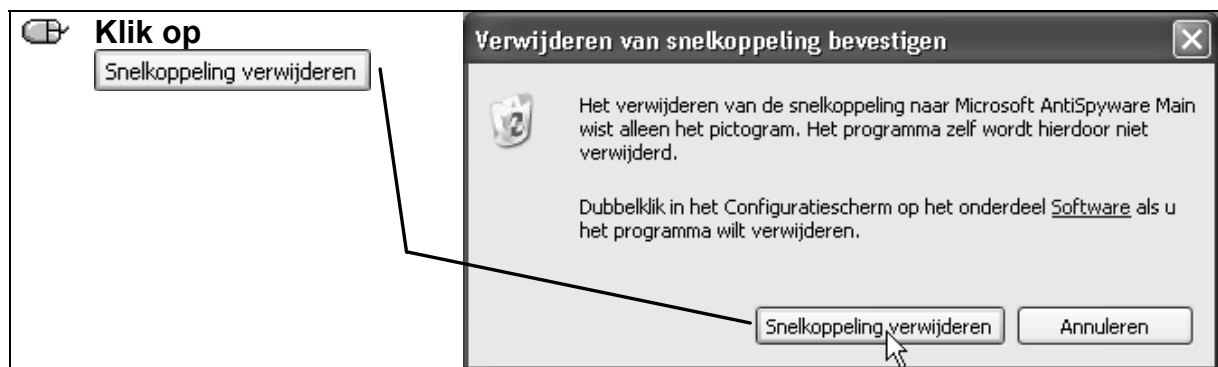 Klik op
Snelkoppeling verwijderen
Verwijderen van snelkoppeling bevestigen
Het verwijderen van de snelkoppeling naar Microsoft AntiSpyware Main
wist alleen het pictogram. Het programma zelf wordt hierdoor niet
verwijderd.
Dubbelklik in het Configuratiescherm op het onderdeel Software als u
het programma wilt verwijderen.
Snelkoppeling verwijderen
Annuleren